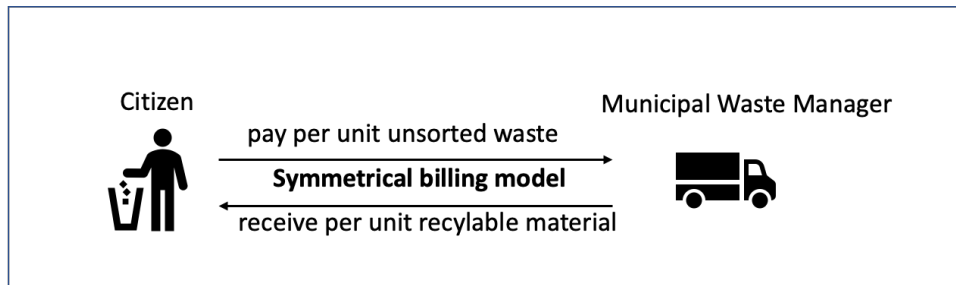 Citizen
Municipal Waste Manager
pay per unit unsorted waste
Symmetrical billing model
receive per unit recylable material